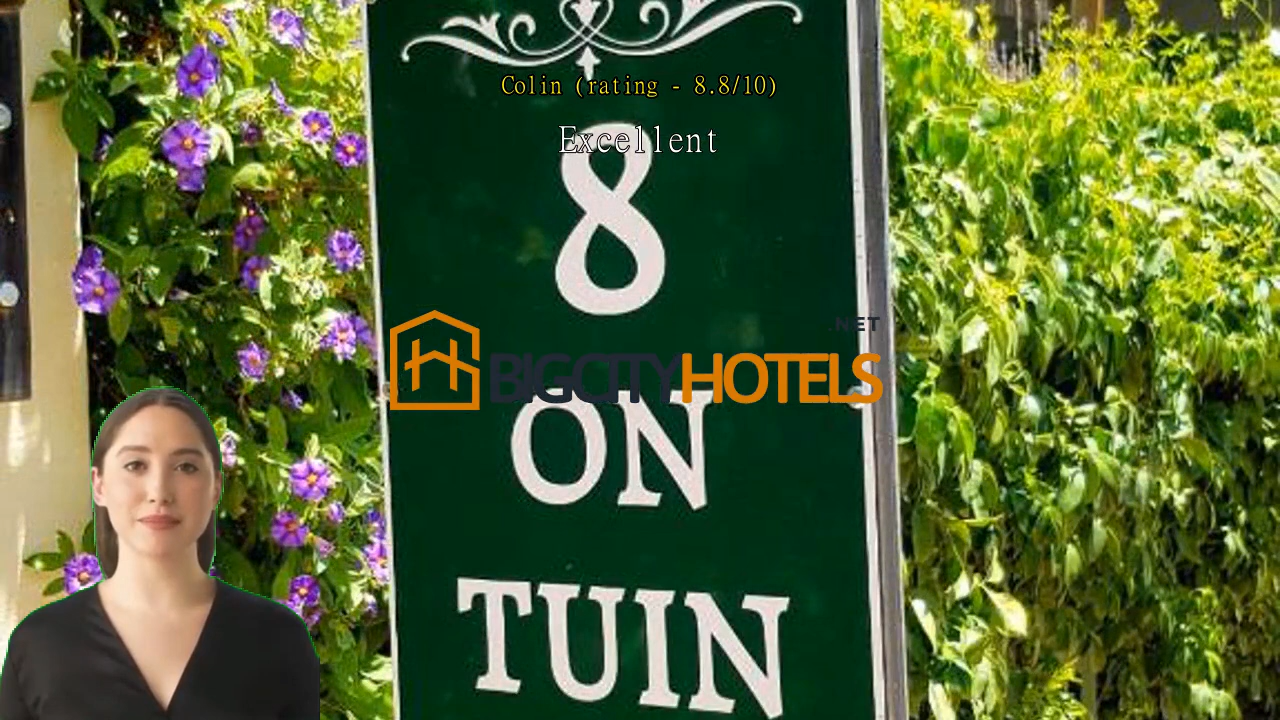 Colin (rating - 8.8/10)
Excellent
8
.NET
BIGCITYHOTELS
ON
TUIN